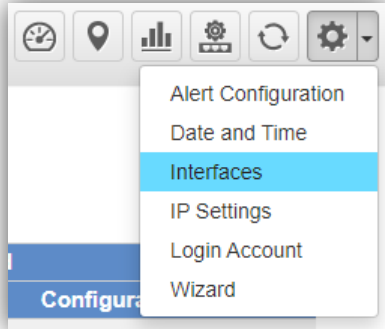 Alert Configuration
Date and Time
Interfaces
IP Settings
Login Account
Wizard